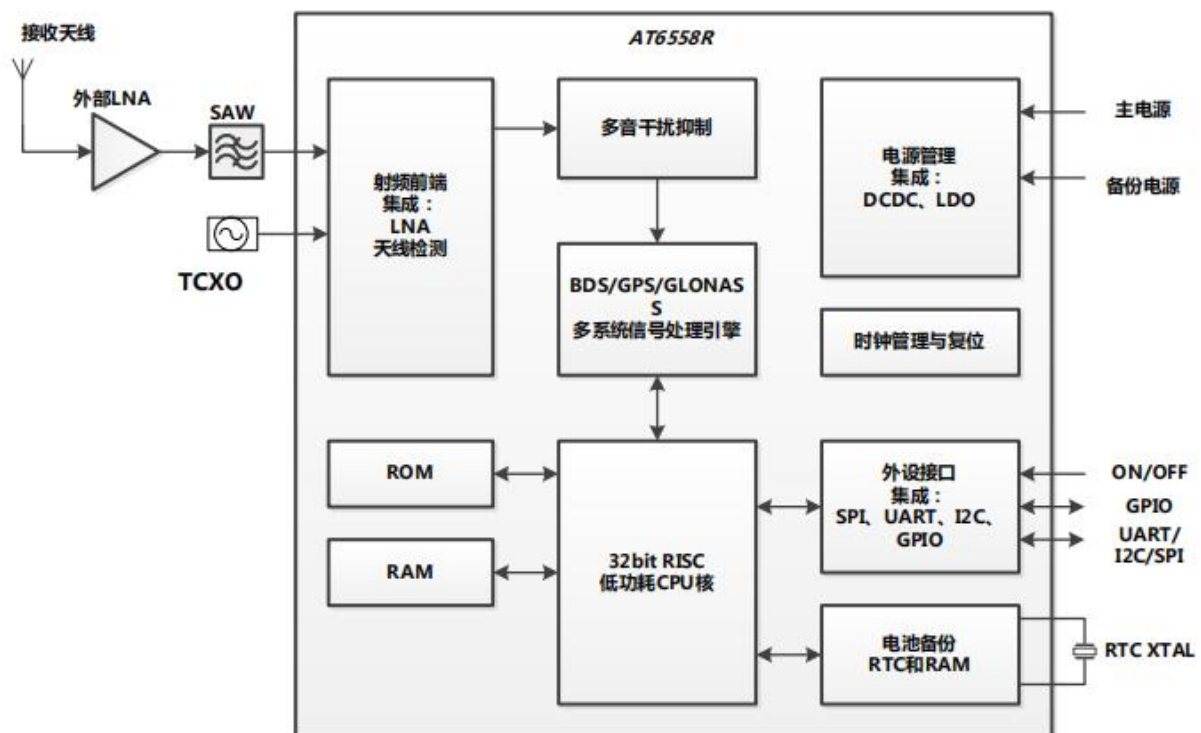 AT6558R
接收天线
外部LNA
SAW
TCXO
射频前端
集成：
LNA
天线检测
多音干扰抑制
BDS/GPS/GLONAS
S
多系统信号处理引擎
电源管理
集成：
DCDC、LDO
主电源
备份电源
时钟管理与复位
ROM
RAM
32bit RISC
低功耗CPU核
外设接口
集成：
SPI、UART、I2C、
GPIO
ON/OFF
GPIO
UART/
I2C/SPI
电池备份
RTC和RAM
RTC XTAL